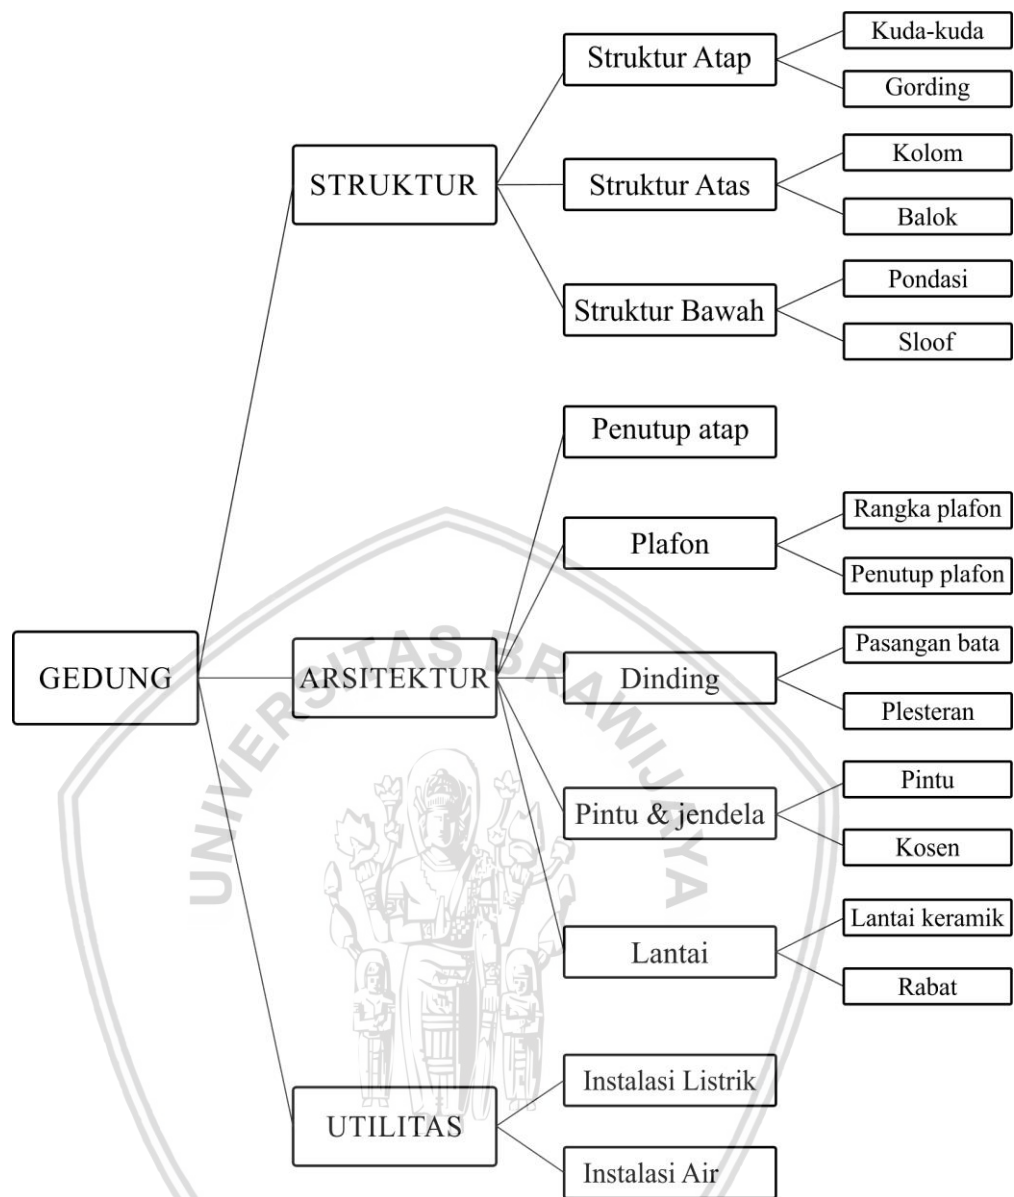 Kuda-kuda
Struktur Atap
Gording
Kolom
STRUKTUR
Struktur Atas
Balok
Pondasi
Struktur Bawah
Sloof
Penutup atap
Rangka plafon
Plafon
Penutup plafon
Pasangan bata
GEDUNG
ARSITEKTUR
Dinding
Plesteran
Pintu
Pintu & jendela
Kosen
Lantai keramik
Lantai
Rabat
Instalasi Listrik
UTILITAS
Instalasi Air
UNIVERSITAS BRAWIJAYA